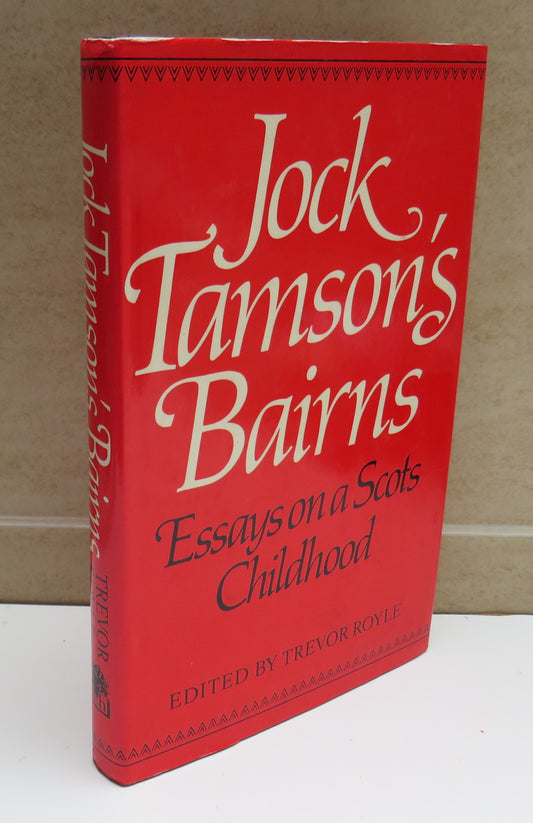 Jock
Tamson's
Bairns
Essays on a Scots
Childhood
EDITED BY TREVOR ROYLE
Jock Tamson's Bairns
TREVOR